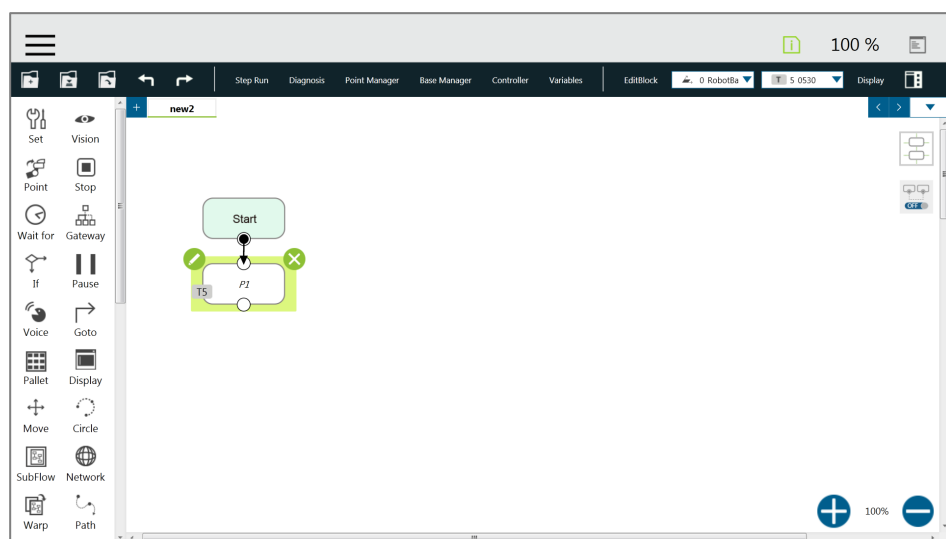 100 %
Step Run Diagnosis Point Manager Base Manager Controller Variables EditBlock 0 RobotBa T 5 0530 Display
+ new2
Set Vision
Point Stop
Wait for Gateway
If Pause
Voice Goto
Pallet Display
Move Circle
SubFlow Network
Warp Path
OFF
Start
P1
T5
100%